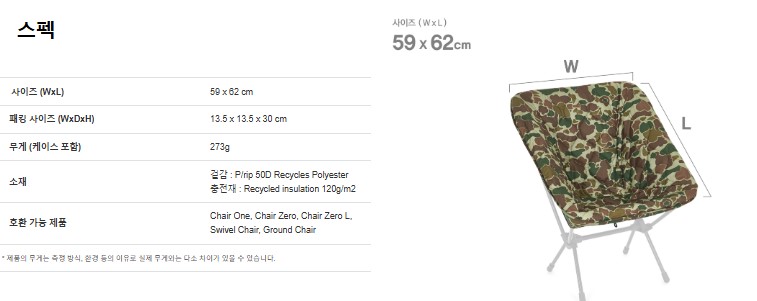 스펙
사이즈 (WxL)
59 x 62 cm
패킹 사이즈 (WxDxH)
13.5 x 13.5 x 30 cm
무게 (케이스 포함)
273g
소재
겉감 : P/rip 50D Recycles Polyester
충전재 : Recycled insulation 120g/m2
호환 가능 제품
Chair One, Chair Zero, Chair Zero L,
Swivel Chair, Ground Chair
* 제품의 무게는 측정 방식, 환경 등의 이유로 실제 무게와는 다소 차이가 있을 수 있습니다.
사이즈 (WxL)
59 x 62cm
W
L